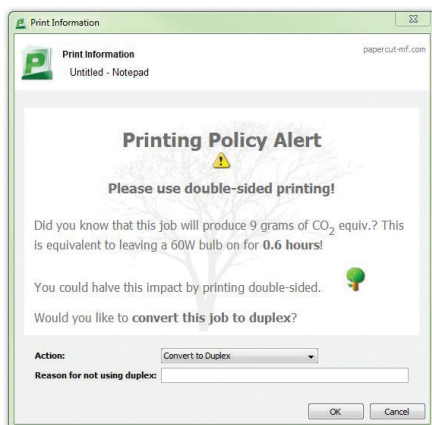 Print Information
papercut-mf.com
Print Information
Untitled - Notepad
Printing Policy Alert
Please use double-sided printing!
Did you know that this job will produce 9 grams of CO2 equiv.? This
is equivalent to leaving a 60W bulb on for 0.6 hours!
You could halve this impact by printing double-sided.
Would you like to convert this job to duplex?
Action: Convert to Duplex
Reason for not using duplex:
OK Cancel